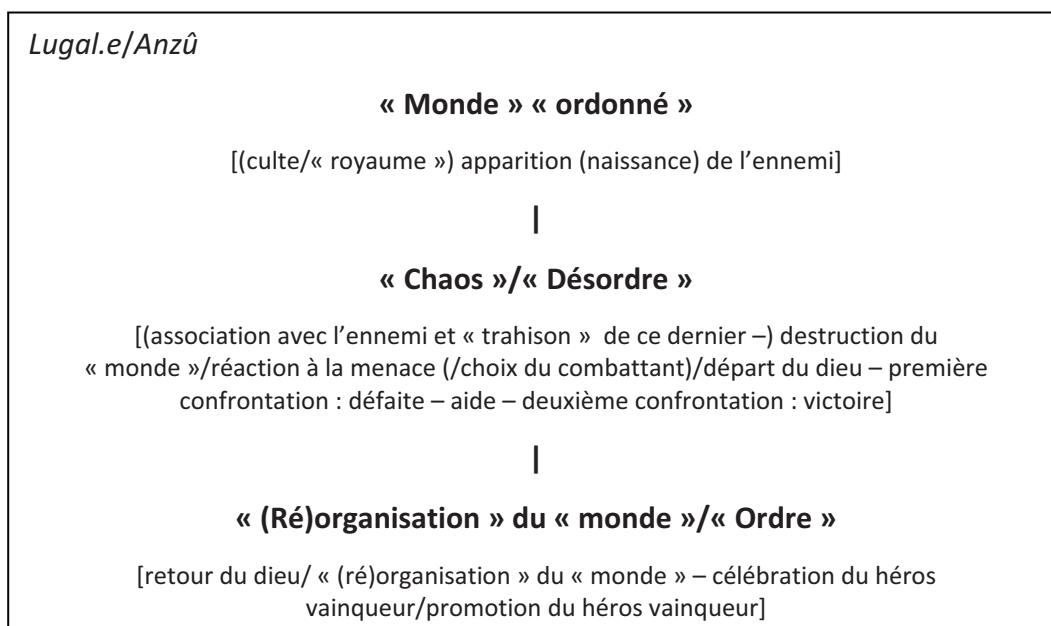 Lugal.e/Anzû
« Monde » « ordonné »
[(culte/« royaume ») apparition (naissance) de l’ennemi]
|
« Chaos »/« Désordre »
[(association avec l’ennemi et « trahison » de ce dernier –) destruction du
« monde »/réaction à la menace (/choix du combattant)/départ du dieu – première
confrontation : défaite – aide – deuxième confrontation : victoire]
|
« (Ré)organisation » du « monde »/« Ordre »
[retour du dieu/ « (ré)organisation » du « monde » – célébration du héros
vainqueur/promotion du héros vainqueur]